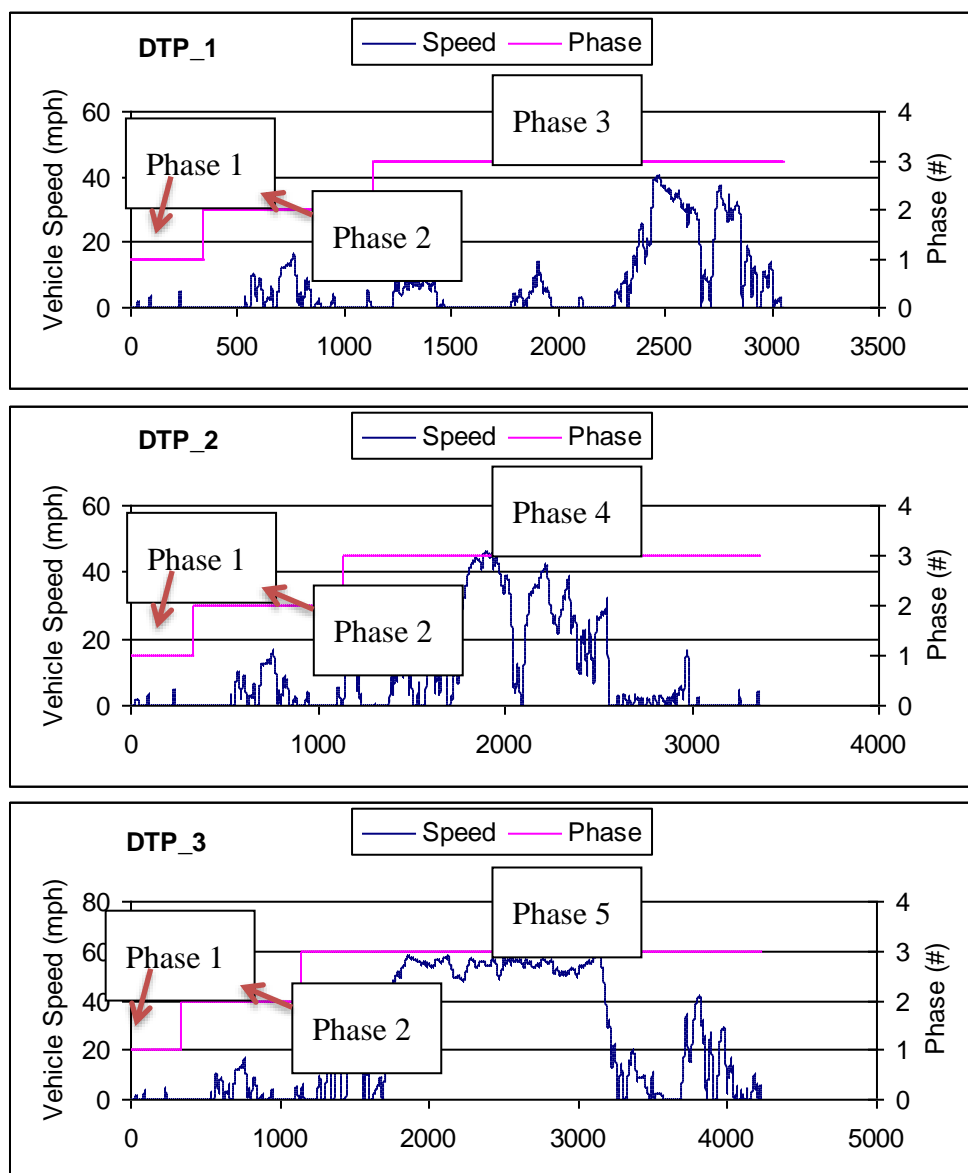 DTP_1
Speed Phase
Vehicle Speed (mph)
60
40
20
0
Phase 1
Phase 2
Phase 3
4
3
2
1
0
Phase (#)
0 500 1000 1500 2000 2500 3000 3500
DTP_2
Speed Phase
Vehicle Speed (mph)
60
40
20
0
Phase 1
Phase 2
Phase 4
4
3
2
1
0
Phase (#)
0 1000 2000 3000 4000
DTP_3
Speed Phase
Vehicle Speed (mph)
80
60
40
20
0
Phase 1
Phase 2
Phase 5
4
3
2
1
0
Phase (#)
0 1000 2000 3000 4000 5000